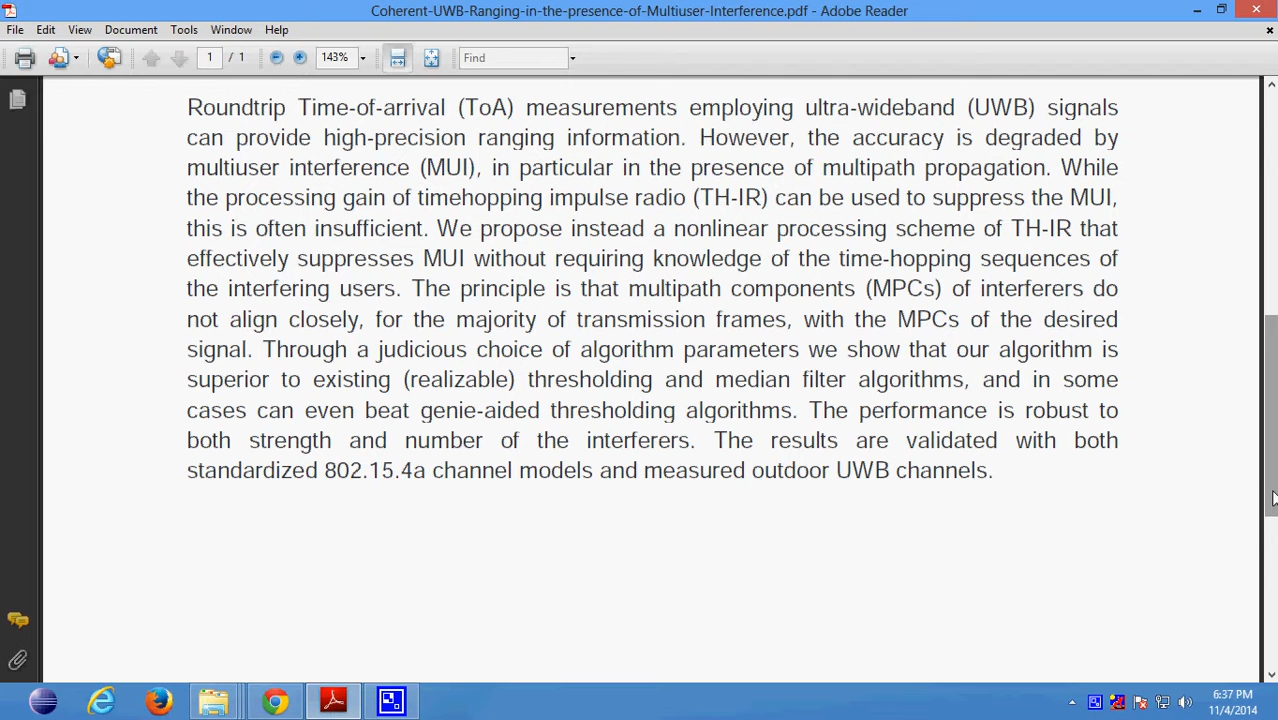 Coherent-UWB-Ranging-in-the-presence-of-Multiuser-Interference.pdf - Adobe Reader
File Edit View Document Tools Window Help
1 / 1 143% Find
Roundtrip Time-of-arrival (ToA) measurements employing ultra-wideband (UWB) signals
can provide high-precision ranging information. However, the accuracy is degraded by
multiuser interference (MUI), in particular in the presence of multipath propagation. While
the processing gain of timehopping impulse radio (TH-IR) can be used to suppress the MUI,
this is often insufficient. We propose instead a nonlinear processing scheme of TH-IR that
effectively suppresses MUI without requiring knowledge of the time-hopping sequences of
the interfering users. The principle is that multipath components (MPCs) of interferers do
not align closely, for the majority of transmission frames, with the MPCs of the desired
signal. Through a judicious choice of algorithm parameters we show that our algorithm is
superior to existing (realizable) thresholding and median filter algorithms, and in some
cases can even beat genie-aided thresholding algorithms. The performance is robust to
both strength and number of the interferers. The results are validated with both
standardized 802.15.4a channel models and measured outdoor UWB channels.
6:37 PM
11/4/2014